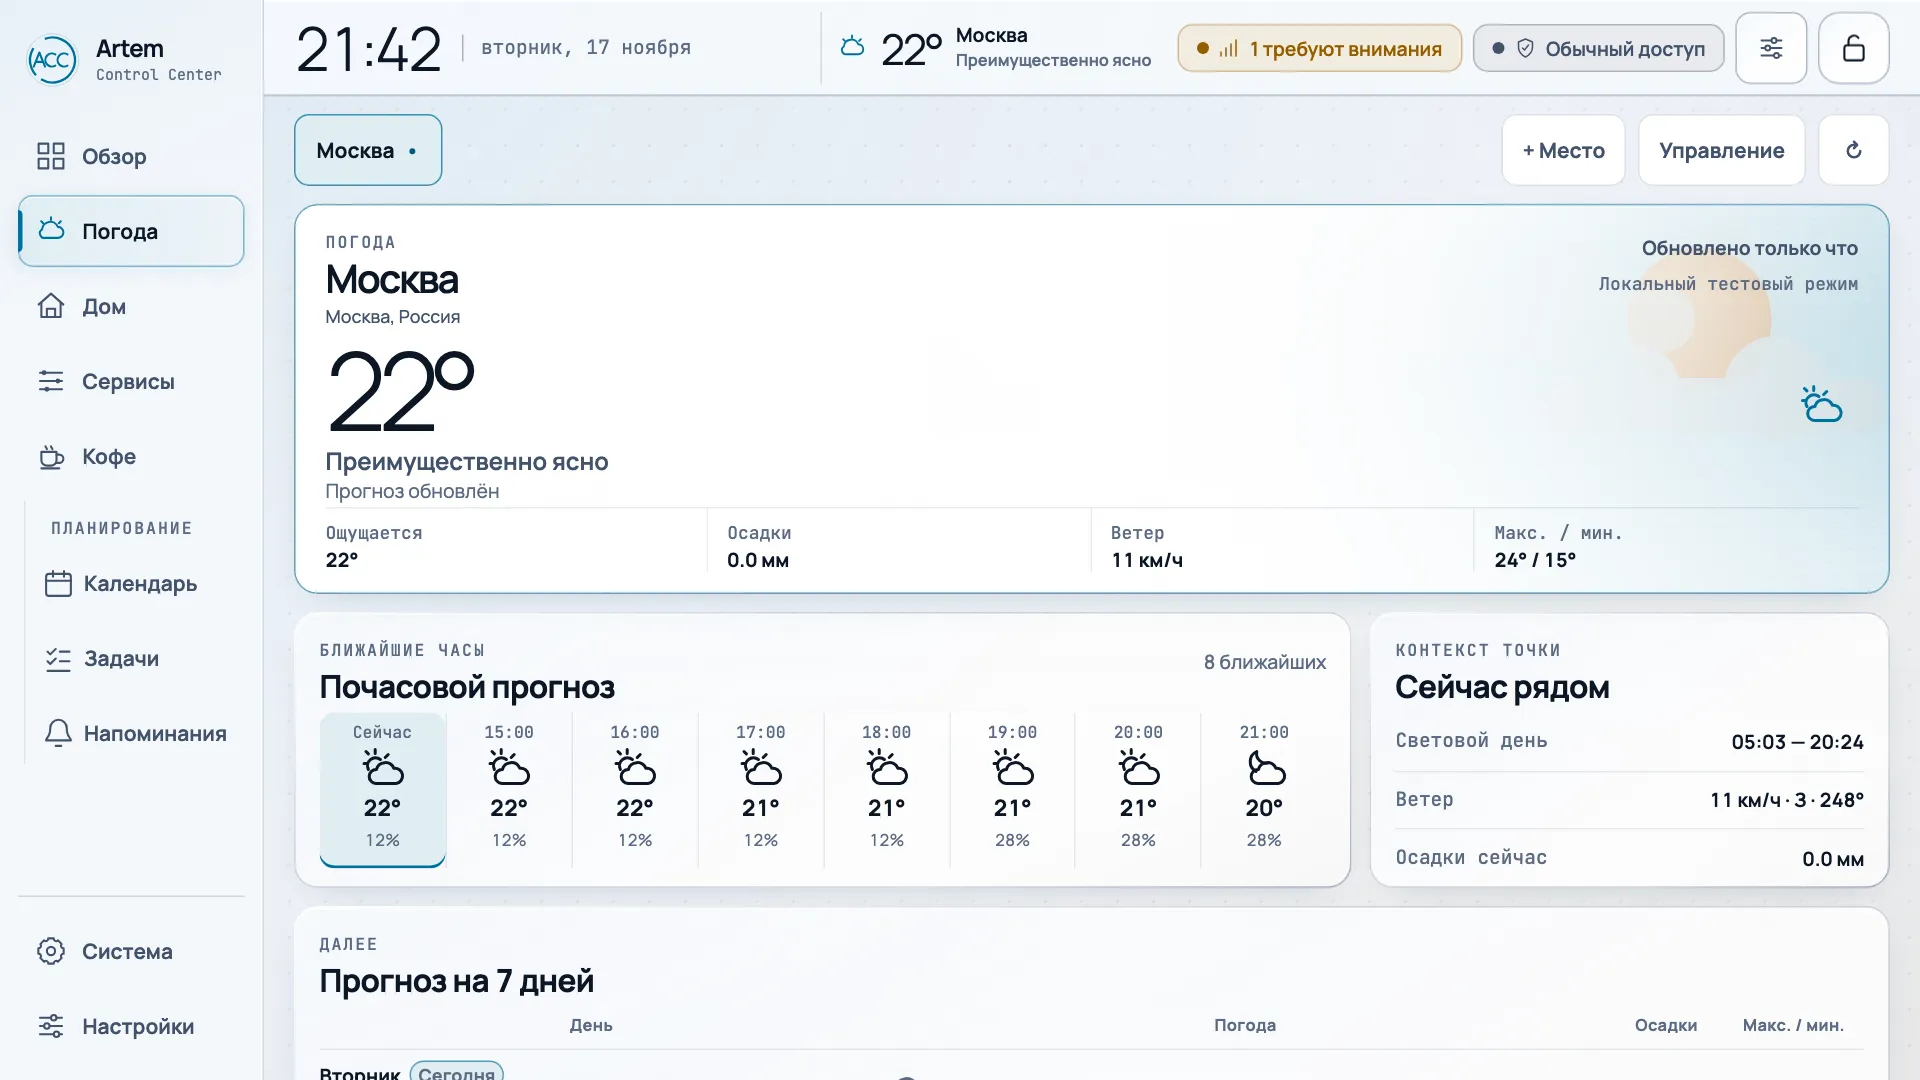 ACC
Artem
Control Center
Обзор
Погода
Дом
Сервисы
Кофе
ПЛАНИРОВАНИЕ
Календарь
Задачи
Напоминания
Система
Настройки
21:42
вторник, 17 ноября
22°
Москва
Преимущественно ясно
1 требуют внимания
Обычный доступ
Москва •
+ Место
Управление
ПОГОДА
Москва
Москва, Россия
22°
Преимущественно ясно
Прогноз обновлён
Обновлено только что
Локальный тестовый режим
Ощущается
22°
Осадки
0.0 мм
Ветер
11 км/ч
Макс. / мин.
24° / 15°
БЛИЖАЙШИЕ ЧАСЫ
Почасовой прогноз
8 ближайших
Сейчас 15:00 16:00 17:00 18:00 19:00 20:00 21:00
22° 22° 22° 21° 21° 21° 21° 20°
12% 12% 12% 12% 12% 28% 28% 28%
КОНТЕКСТ ТОЧКИ
Сейчас рядом
Световой день 05:03 — 20:24
Ветер 11 км/ч · З · 248°
Осадки сейчас 0.0 мм
ДАЛЕЕ
Прогноз на 7 дней
День Погода Осадки Макс. / мин.
Вторник Сегодня